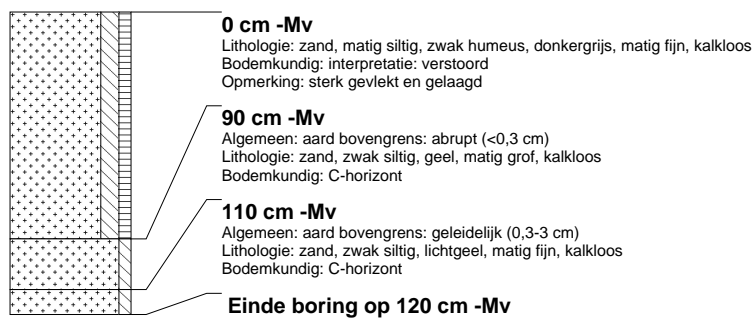 0 cm -Mv
Lithologie: zand, matig siltig, zwak humeus, donkergrijs, matig fijn, kalkloos
Bodemkundig: interpretatie: verstoord
Opmerking: sterk gevlekt en gelaagd
90 cm -Mv
Algemeen: aard bovengrens: abrupt (<0,3 cm)
Lithologie: zand, zwak siltig, geel, matig grof, kalkloos
Bodemkundig: C-horizont
110 cm -Mv
Algemeen: aard bovengrens: geleidelijk (0,3-3 cm)
Lithologie: zand, zwak siltig, lichtgeel, matig fijn, kalkloos
Bodemkundig: C-horizont
Einde boring op 120 cm -Mv